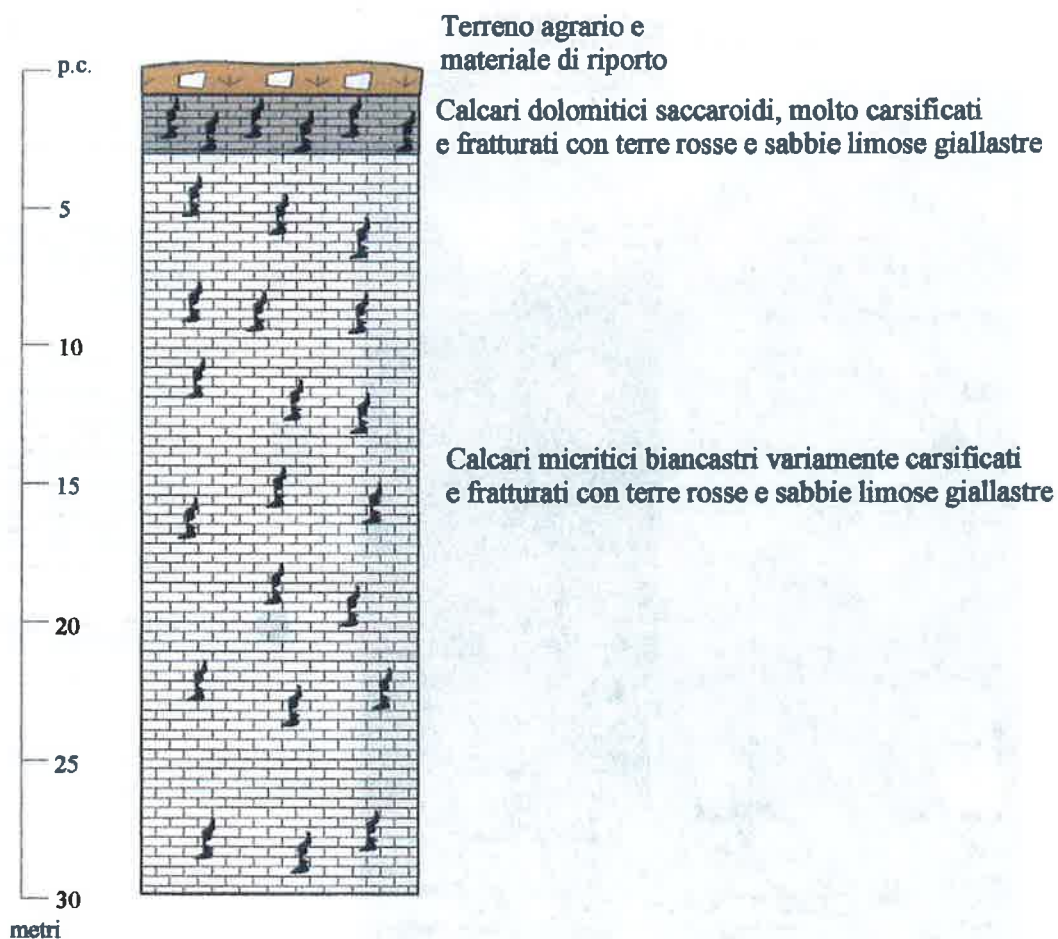 Terreno agrario e
materiale di riporto
p.c.
Calcari dolomitici saccaroidi, molto carsificati
e fratturati con terre rosse e sabbie limose giallastre
5
10
Calcari micritici biancastri variamente carsificati
e fratturati con terre rosse e sabbie limose giallastre
15
20
25
30
metri